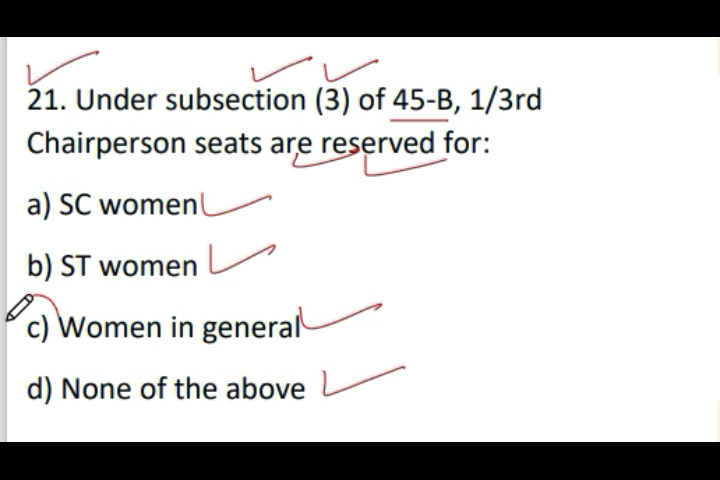 21. Under subsection (3) of 45-B, 1/3rd
Chairperson seats are reserved for:
a) SC women
b) ST women
c) Women in general
d) None of the above